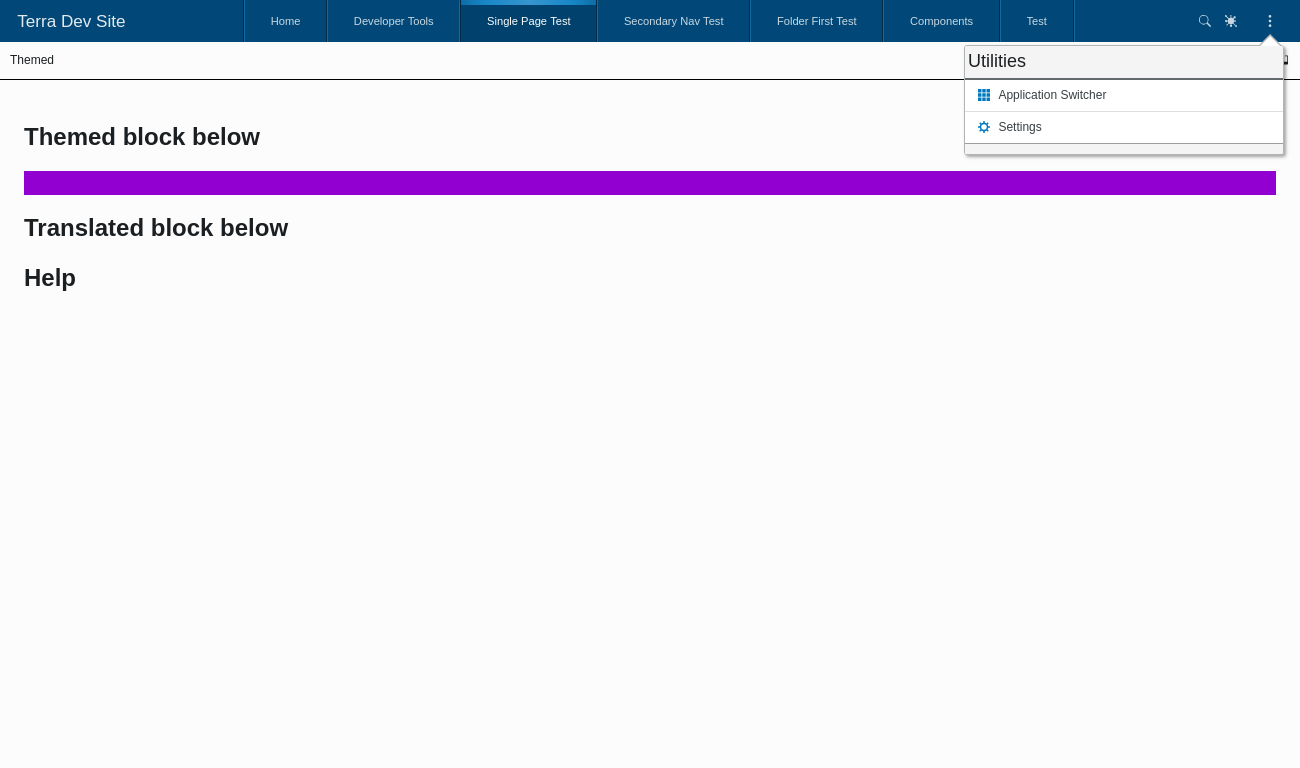 Terra Dev Site
Home
Developer Tools
Single Page Test
Secondary Nav Test
Folder First Test
Components
Test
Themed
Utilities
Application Switcher
Settings
Themed block below
Translated block below
Help